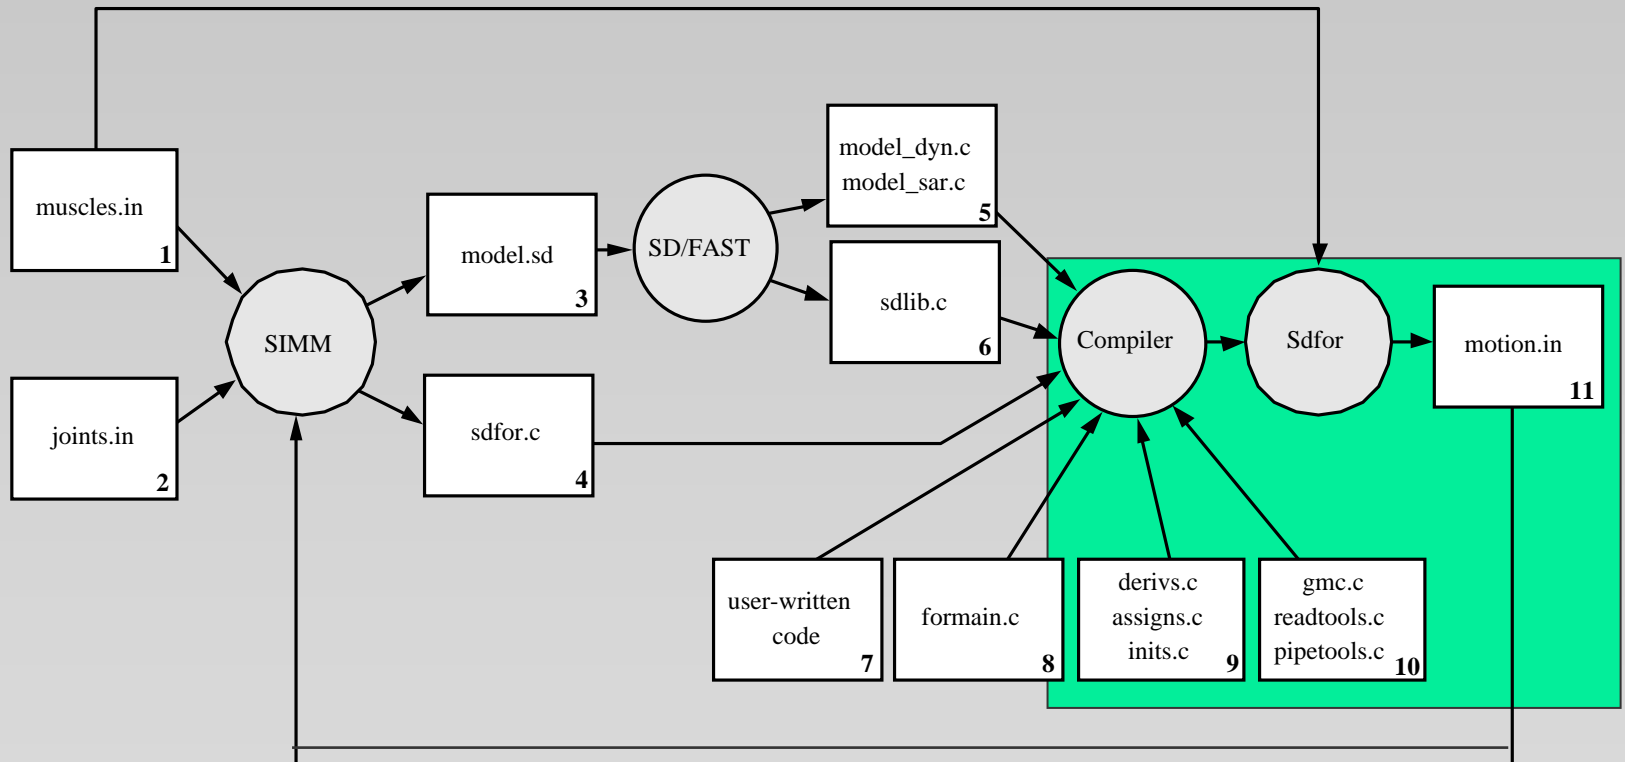 muscles.in
1
joints.in
2
SIMM
model.sd
3
sdfor.c
4
SD/FAST
model_dyn.c
model_sar.c
5
sdlib.c
6
Compiler
Sdfor
motion.in
11
user-written
code
7
formain.c
8
derivs.c
assigns.c
inits.c
9
gmc.c
readtools.c
pipetools.c
10